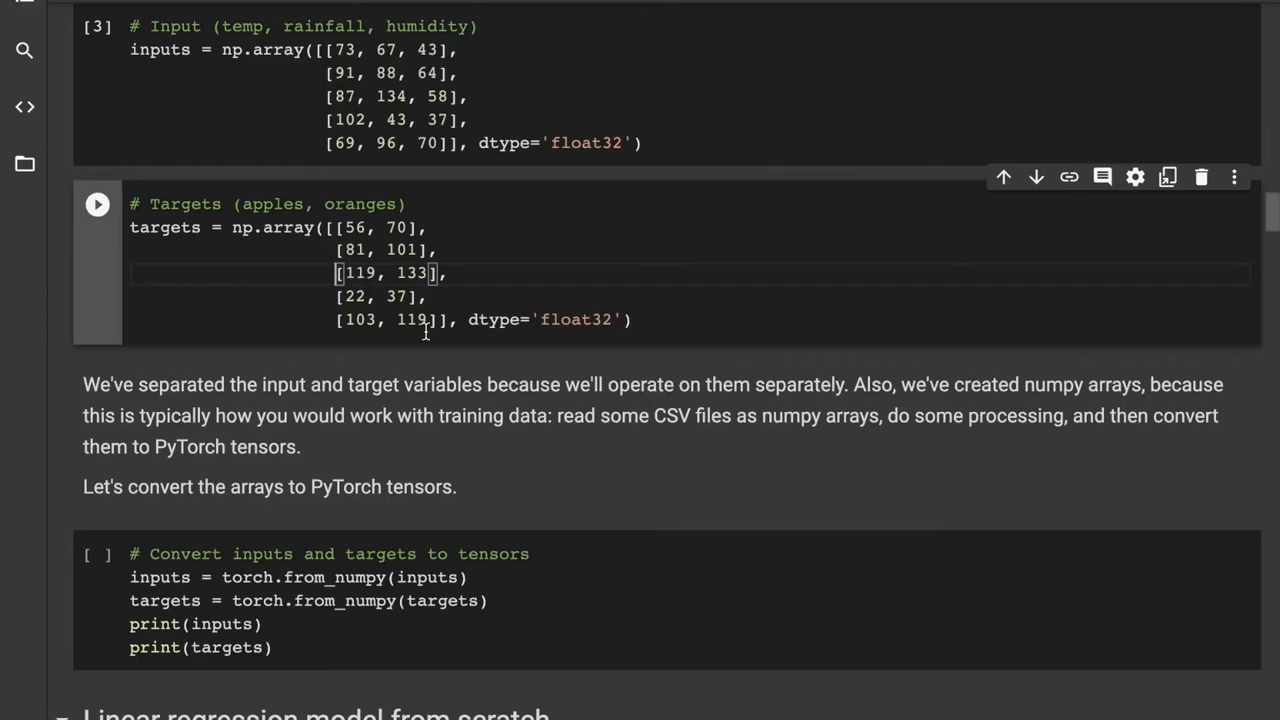 [3] # Input (temp, rainfall, humidity)
inputs = np.array([[73, 67, 43],
[91, 88, 64],
[87, 134, 58],
[102, 43, 37],
[69, 96, 70]], dtype='float32')
# Targets (apples, oranges)
targets = np.array([[56, 70],
[81, 101],
[119, 133],
[22, 37],
[103, 119]], dtype='float32')
We've separated the input and target variables because we'll operate on them separately. Also, we've created numpy arrays, because
this is typically how you would work with training data: read some CSV files as numpy arrays, do some processing, and then convert
them to PyTorch tensors.
Let's convert the arrays to PyTorch tensors.
[ ] # Convert inputs and targets to tensors
inputs = torch.from_numpy(inputs)
targets = torch.from_numpy(targets)
print(inputs)
print(targets)
Linear regression model from scratch